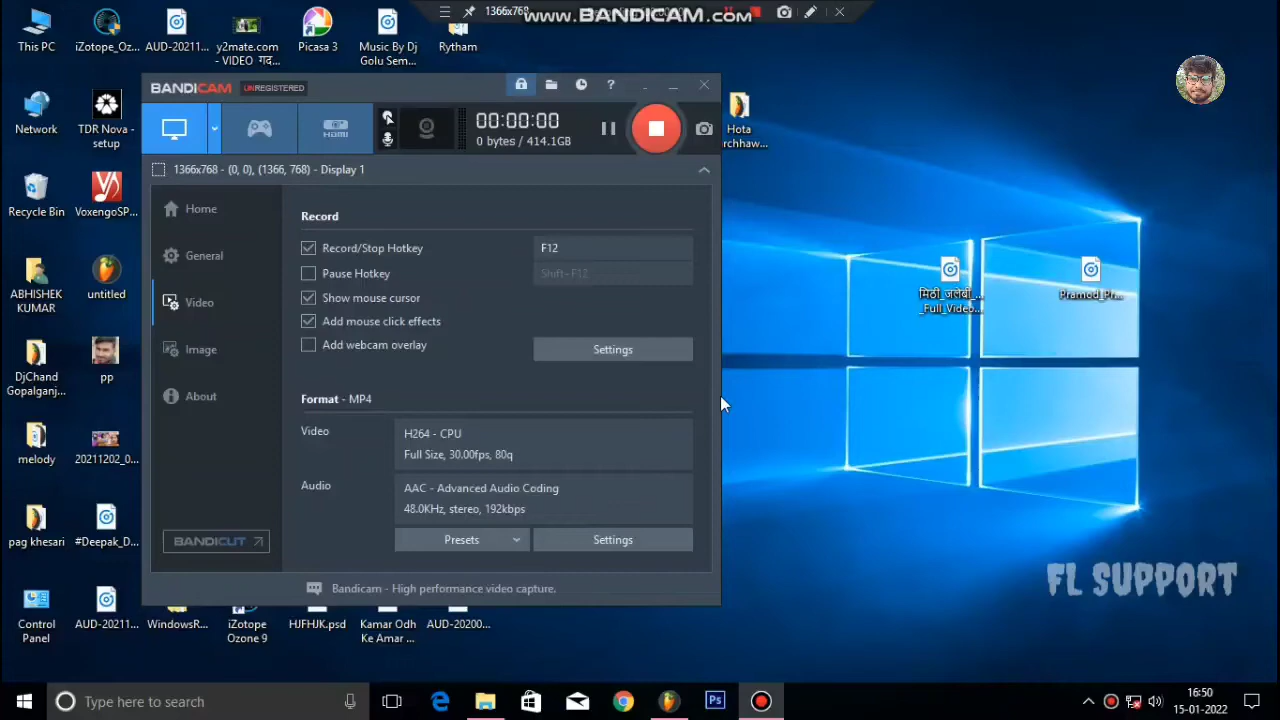 1366x768
www.BANDICAM.com
This PC
iZotope_Oz...
AUD-20211...
y2mate.com
- VIDEO गद...
Picasa 3
Music By Dj
Golu Sem...
Rytham
BANDICAM UNREGISTERED
Network
TDR Nova -
setup
HDMI
00:00:00
0 bytes / 414.1GB
Hota
1366x768 - (0, 0), (1366, 768) - Display 1
Recycle Bin
VoxengoSP...
Home
General
Video
Image
About
BANDICUT
Record
Record/Stop Hotkey
F12
Pause Hotkey
Shift - F12
Show mouse cursor
Add mouse click effects
Add webcam overlay
Settings
Format - MP4
Video
H264 - CPU
Full Size, 30.00fps, 80q
Audio
AAC - Advanced Audio Coding
48.0KHz, stereo, 192kbps
Presets
Settings
Bandicam - High performance video capture.
ABHISHEK
KUMAR
untitled
DjChand
Gopalganj...
pp
melody
20211202_0...
pag khesari
#Deepak_D...
Control
Panel
AUD-20211...
WindowsR...
iZotope
Ozone 9
HJFHJK.psd
Kamar Odh
Ke Amar ...
AUD-20200...
मिठी_जलेबी_...
_Full_Video...
Pramod_Pr...
FL SUPPORT
Type here to search
Ps
16:50
15-01-2022